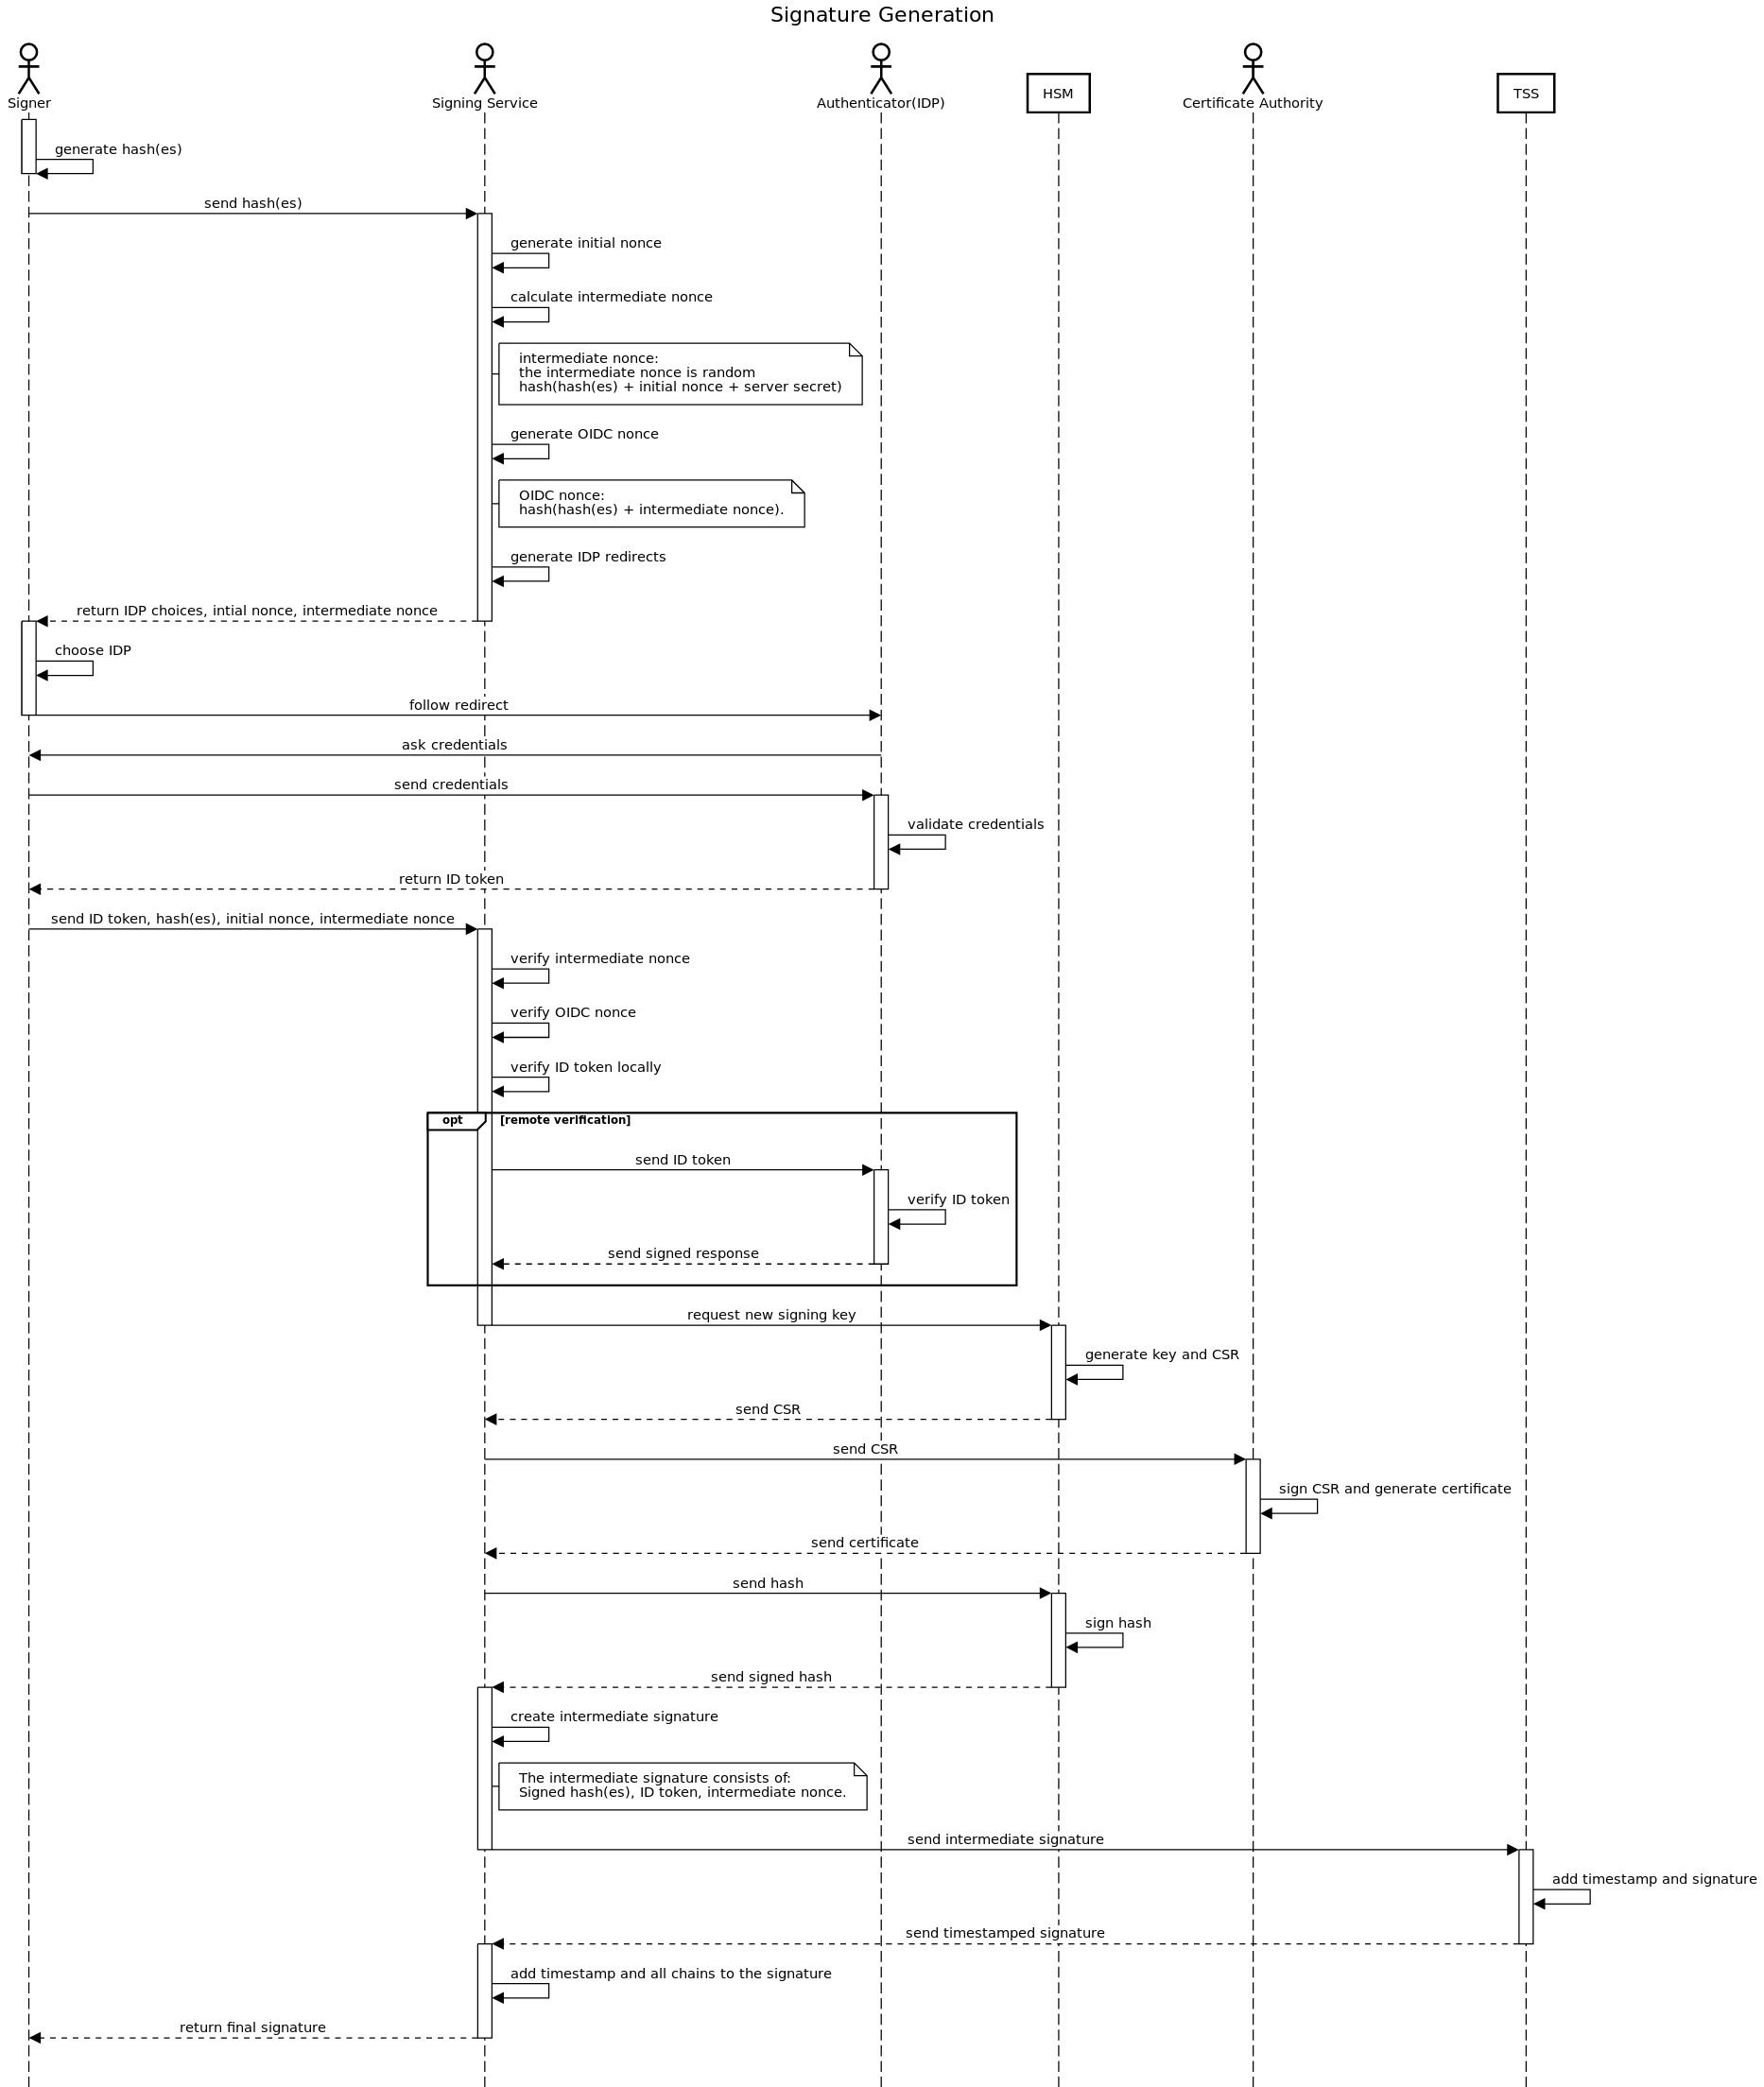 Signature Generation
Signer
Signing Service
Authenticator(IDP)
HSM
Certificate Authority
TSS
generate hash(es)
send hash(es)
generate initial nonce
calculate intermediate nonce
intermediate nonce:
the intermediate nonce is random
hash(hash(es) + initial nonce + server secret)
generate OIDC nonce
OIDC nonce:
hash(hash(es) + intermediate nonce).
generate IDP redirects
return IDP choices, intial nonce, intermediate nonce
choose IDP
follow redirect
ask credentials
send credentials
validate credentials
return ID token
send ID token, hash(es), initial nonce, intermediate nonce
verify intermediate nonce
verify OIDC nonce
verify ID token locally
opt [remote verification]
send ID token
verify ID token
send signed response
request new signing key
generate key and CSR
send CSR
send CSR
sign CSR and generate certificate
send certificate
send hash
sign hash
send signed hash
create intermediate signature
The intermediate signature consists of:
Signed hash(es), ID token, intermediate nonce.
send intermediate signature
add timestamp and signature
send timestamped signature
add timestamp and all chains to the signature
return final signature